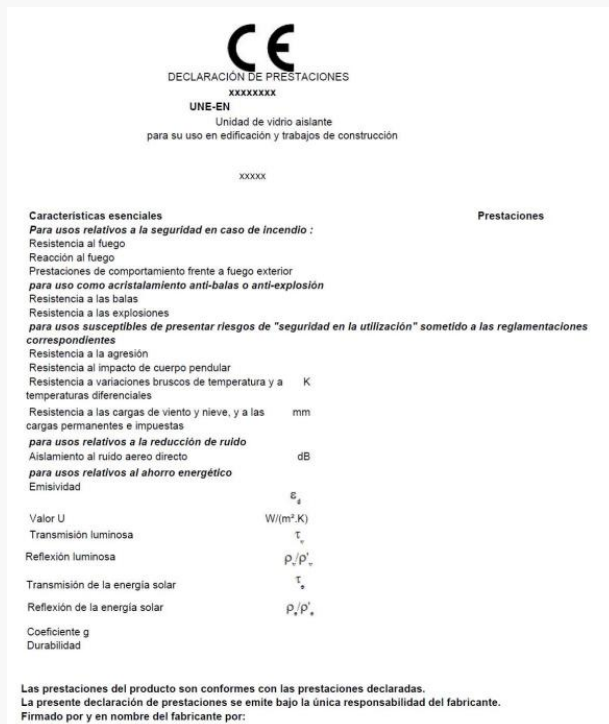 CE
DECLARACIÓN DE PRESTACIONES
xxxxxxxx
UNE-EN
Unidad de vidrio aislante
para su uso en edificación y trabajos de construcción
xxxxx
Caracteristicas esenciales Prestaciones
Para usos relativos a la seguridad en caso de incendio :
Resistencia al fuego
Reacción al fuego
Prestaciones de comportamiento frente a fuego exterior
para uso como acristalamiento anti-balas o anti-explosión
Resistencia a las balas
Resistencia a las explosiones
para usos susceptibles de presentar riesgos de "seguridad en la utilización" sometido a las reglamentaciones
correspondientes
Resistencia a la agresión
Resistencia al impacto de cuerpo pendular
Resistencia a variaciones bruscos de temperatura y a K
temperaturas diferenciales
Resistencia a las cargas de viento y nieve, y a las mm
cargas permanentes e impuestas
para usos relativos a la reducción de ruido
Aislamiento al ruido aereo directo dB
para usos relativos al ahorro energético
Emisividad
εd
Valor U W/(m².K)
Transmisión luminosa τv
Reflexión luminosa ρv/ρ'v
Transmisión de la energía solar τe
Reflexión de la energía solar ρe/ρ'e
Coeficiente g
Durabilidad
Las prestaciones del producto son conformes con las prestaciones declaradas.
La presente declaración de prestaciones se emite bajo la única responsabilidad del fabricante.
Firmado por y en nombre del fabricante por: